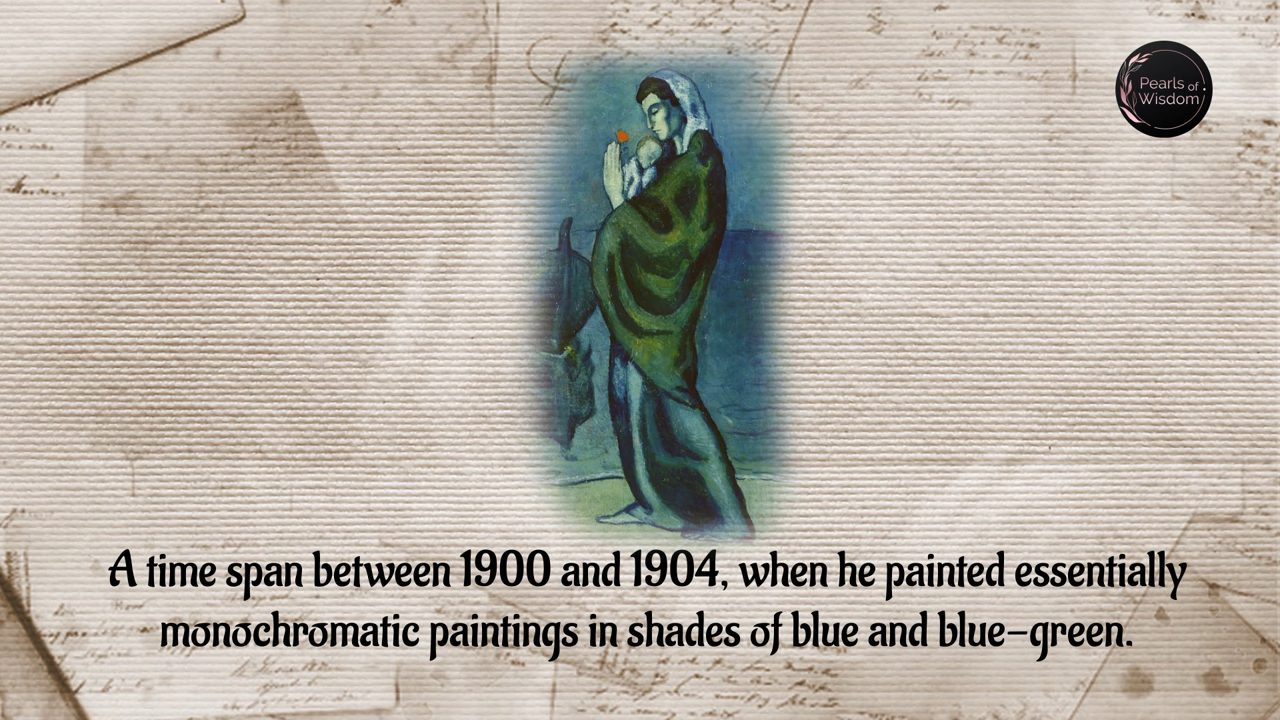 Pearls of
Wisdom
A time span between 1900 and 1904, when he painted essentially
monochromatic paintings in shades of blue and blue-green.